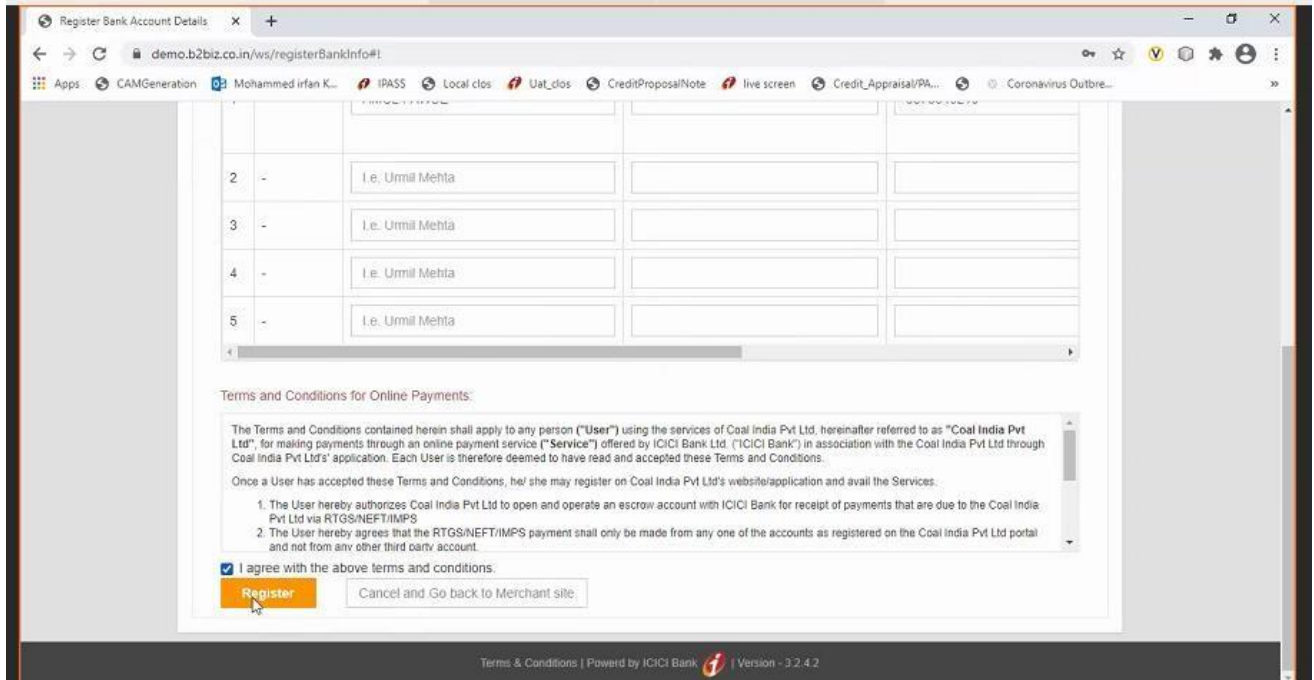 Register Bank Account Details
demo.b2biz.co.in/ws/registerBankInfo#!
Apps CAMGeneration Mohammed irfan K... IPASS Local clos Uat_clos CreditProposalNote live screen Credit_Appraisal/PA... Coronavirus Outbre...
2 - I.e. Urmil Mehta
3 - I.e. Urmil Mehta
4 - I.e. Urmil Mehta
5 - I.e. Urmil Mehta
Terms and Conditions for Online Payments:
The Terms and Conditions contained herein shall apply to any person ("User") using the services of Coal India Pvt Ltd, hereinafter referred to as "Coal India Pvt
Ltd", for making payments through an online payment service ("Service") offered by ICICI Bank Ltd. ("ICICI Bank") in association with the Coal India Pvt Ltd through
Coal India Pvt Ltd's' application. Each User is therefore deemed to have read and accepted these Terms and Conditions.
Once a User has accepted these Terms and Conditions, he/ she may register on Coal India Pvt Ltd's website/application and avail the Services.
1. The User hereby authorizes Coal India Pvt Ltd to open and operate an escrow account with ICICI Bank for receipt of payments that are due to the Coal India
Pvt Ltd via RTGS/NEFT/IMPS
2. The User hereby agrees that the RTGS/NEFT/IMPS payment shall only be made from any one of the accounts as registered on the Coal India Pvt Ltd portal
and not from any other third party account.
I agree with the above terms and conditions.
Register Cancel and Go back to Merchant site
Terms & Conditions | Powerd by ICICI Bank | Version - 3.2.4.2